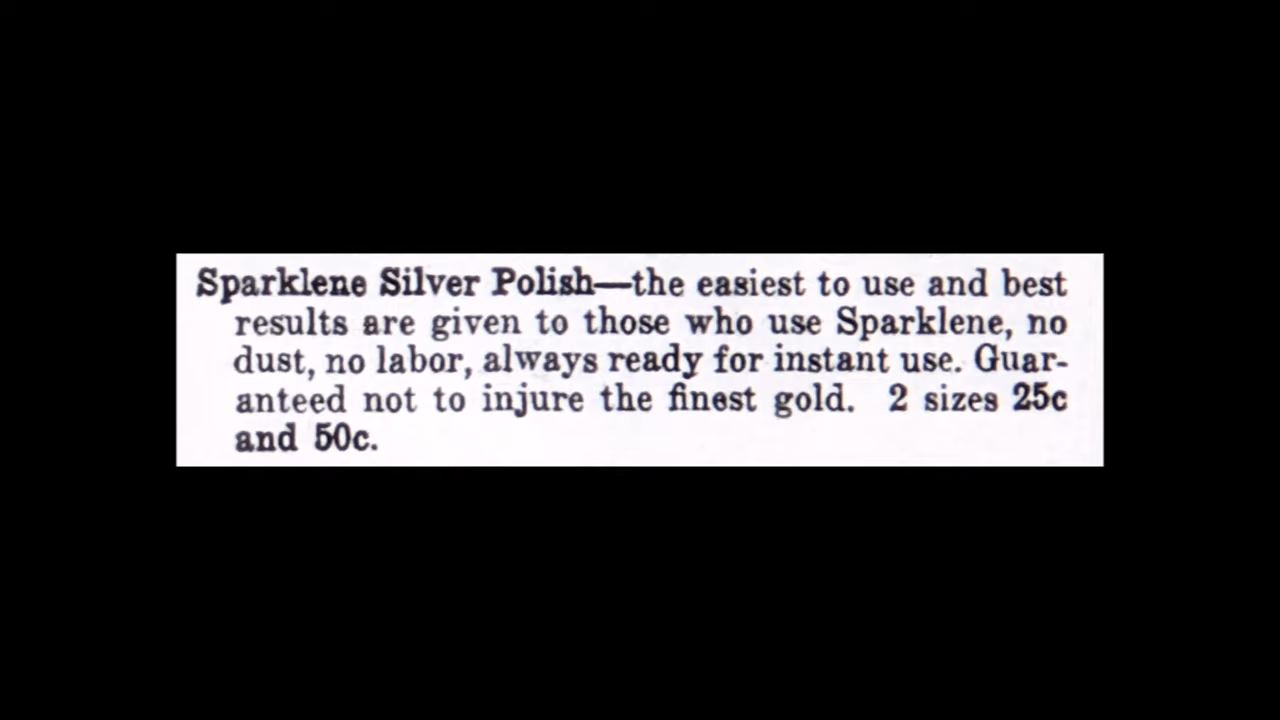 Sparklene Silver Polish—the easiest to use and best
results are given to those who use Sparklene, no
dust, no labor, always ready for instant use. Guar-
anteed not to injure the finest gold. 2 sizes 25c
and 50c.